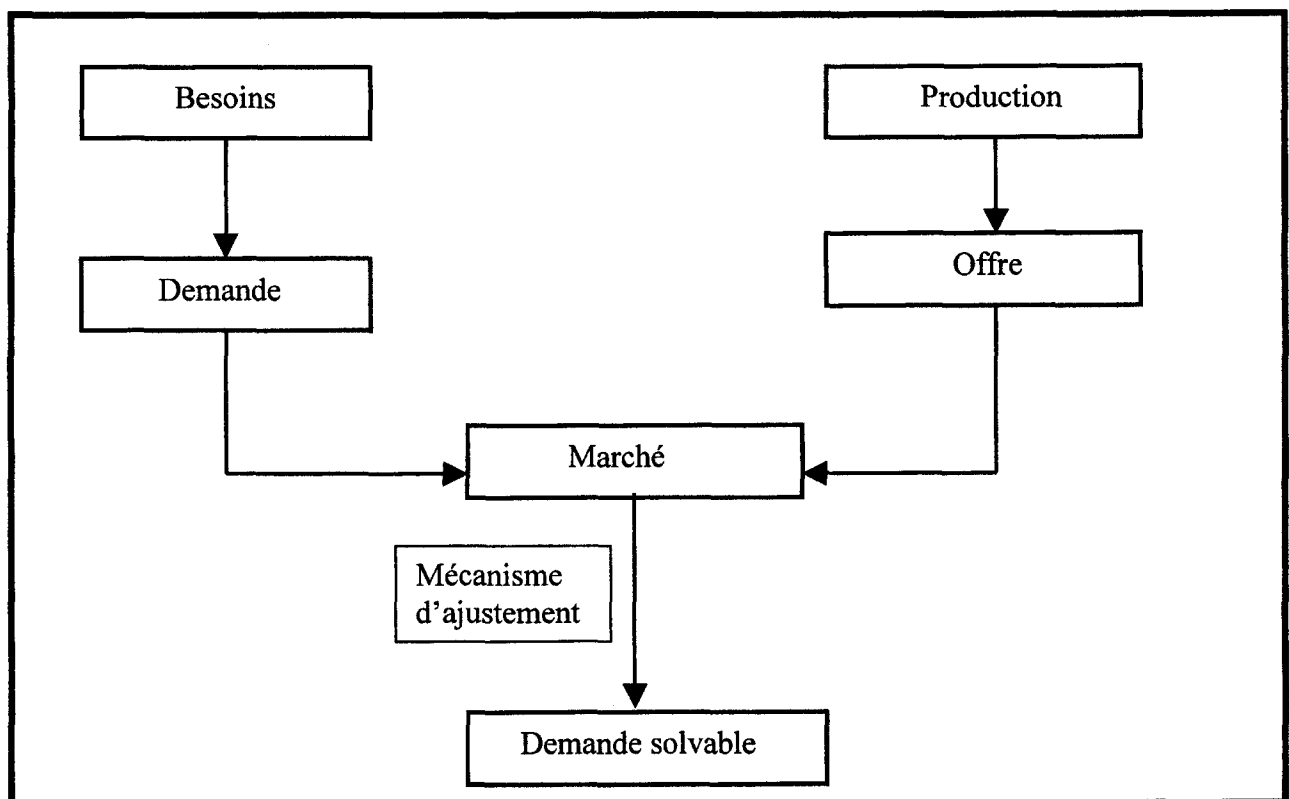 Besoins
Production
Demande
Offre
Marché
Mécanisme
d'ajustement
Demande solvable